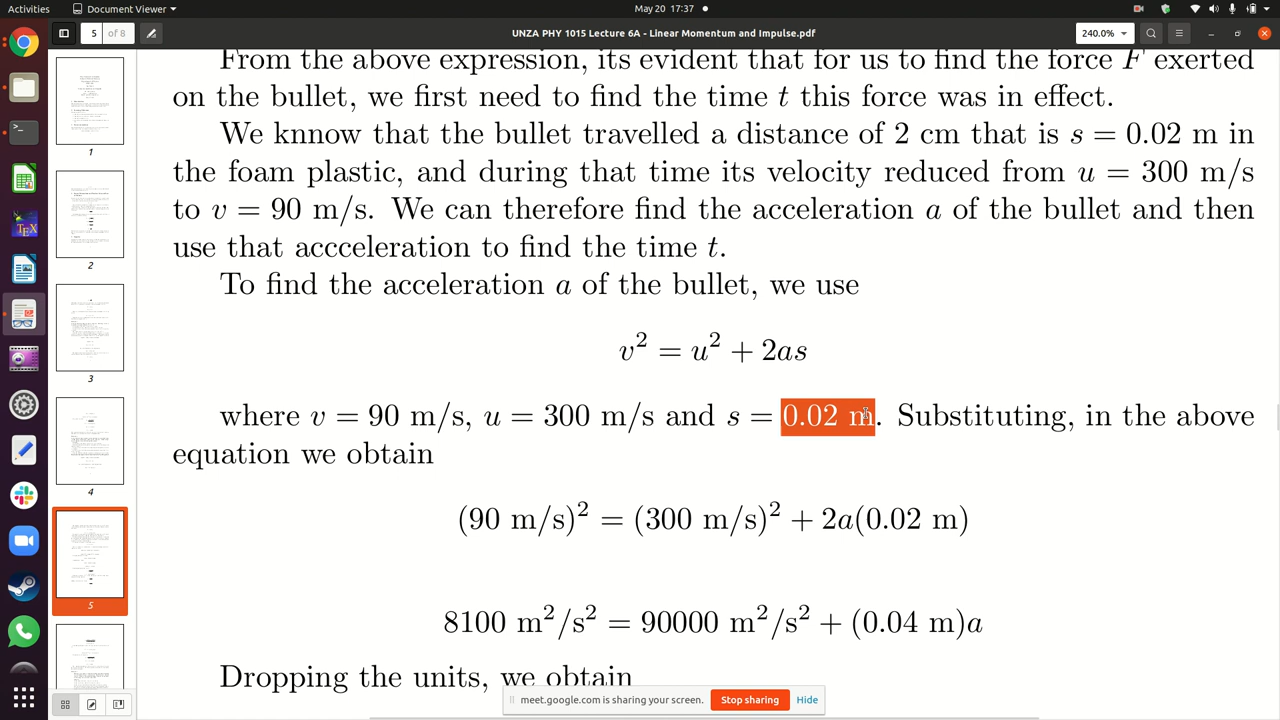 Activities
Document Viewer
May 20 17:37
5 of 8
UNZA PHY 1015 Lecture 6A - Linear Momentum and Impulse.pdf
240.0%
From the above expression, its evident that for us to find the force F exerted
on the bullet, we first need to find the time t this force was in effect.
We knnow that the bullet travelled a distance of 2 cm that is s = 0.02 m in
the foam plastic, and during that time its velocity reduced from u = 300 m/s
to v = 90 m/s. We can therefore find the acceleration a of the bullet and then
use that accceleration to find the time t.
To find the acceleration a of the bullet, we use
v² = u² + 2as
where v = 90 m/s, u = 300 m/s and s = 0.02 m. Substituting, in the above
equation we obtain
(90 m/s)² = (300 m/s)² + 2a(0.02 m)
8100 m²/s² = 90000 m²/s² + (0.04 m)a
Dropping the units, we obtain
1
2
3
4
5
TEX
meet.google.com is sharing your screen.
Stop sharing
Hide